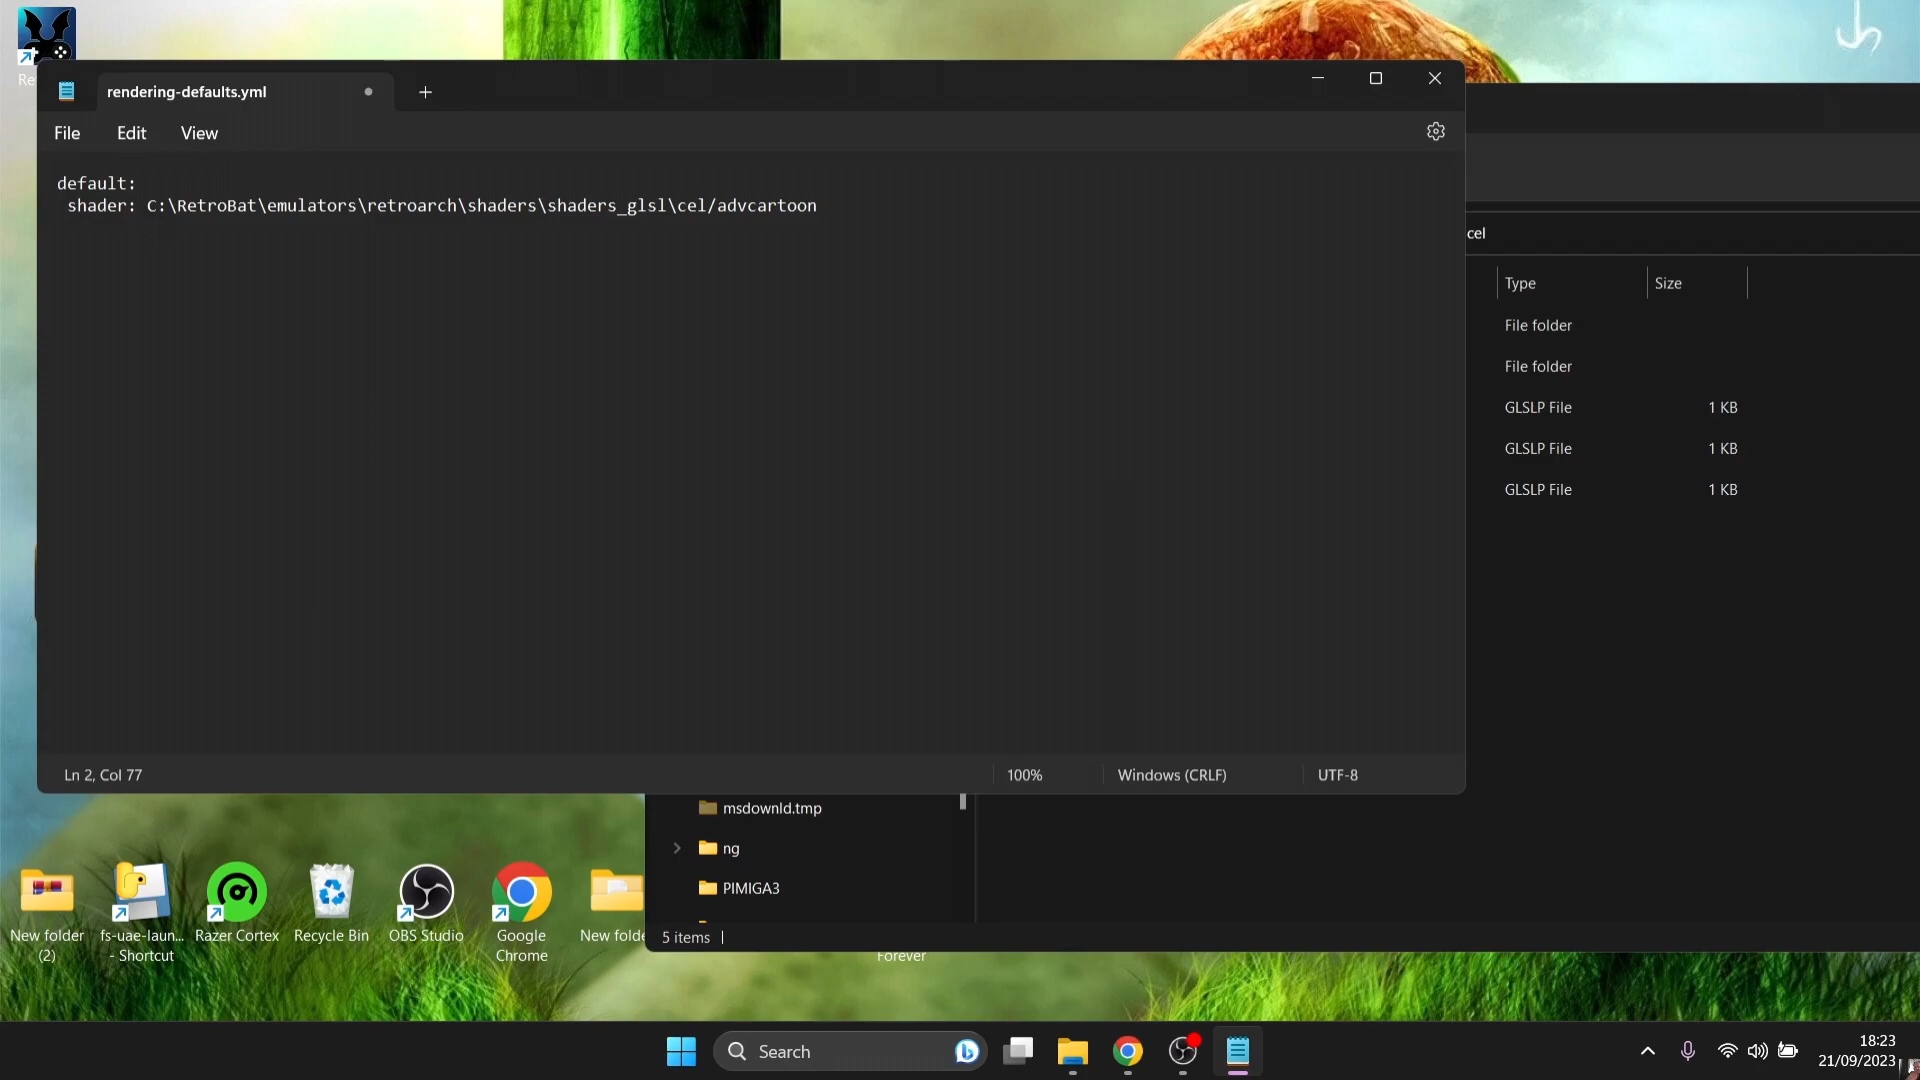 Re
rendering-defaults.yml
File Edit View
default:
shader: C:\RetroBat\emulators\retroarch\shaders\shaders_glsl\cel/advcartoon
cel
Type Size
File folder
File folder
GLSLP File 1 KB
GLSLP File 1 KB
GLSLP File 1 KB
Ln 2, Col 77
100%
Windows (CRLF)
UTF-8
msdownld.tmp
ng
PIMIGA3
5 items
New folder
(2)
fs-uae-laun...
- Shortcut
Razer Cortex
Recycle Bin
OBS Studio
Google
Chrome
New folde
Forever
Search
18:23
21/09/2023